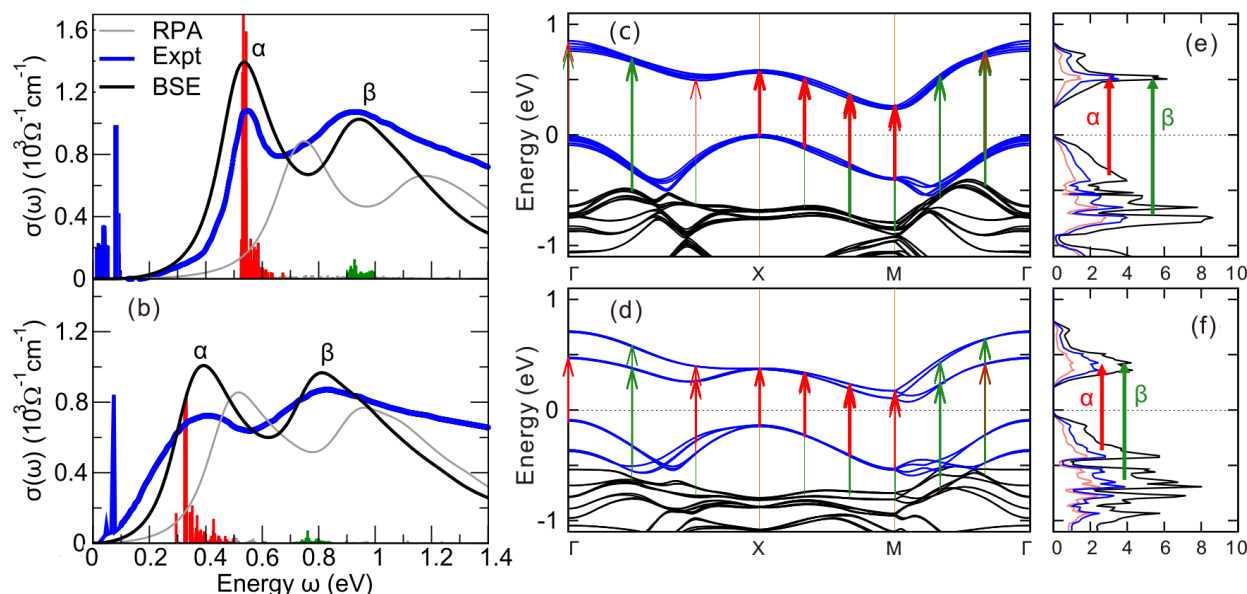 1.6
1.2
0.8
0.4
0
σ(ω) (10³Ω⁻¹cm⁻¹)
RPA
Expt
BSE
α
β
(b)
1.2
0.8
0.4
0
σ(ω) (10³Ω⁻¹cm⁻¹)
α
β
0 0.2 0.4 0.6 0.8 1 1.2 1.4
Energy ω (eV)
(c)
1
0
-1
Energy (eV)
Γ X M Γ
(d)
1
0
-1
Energy (eV)
Γ X M Γ
(e)
α
β
0 2 4 6 8 10
(f)
α
β
0 2 4 6 8 10